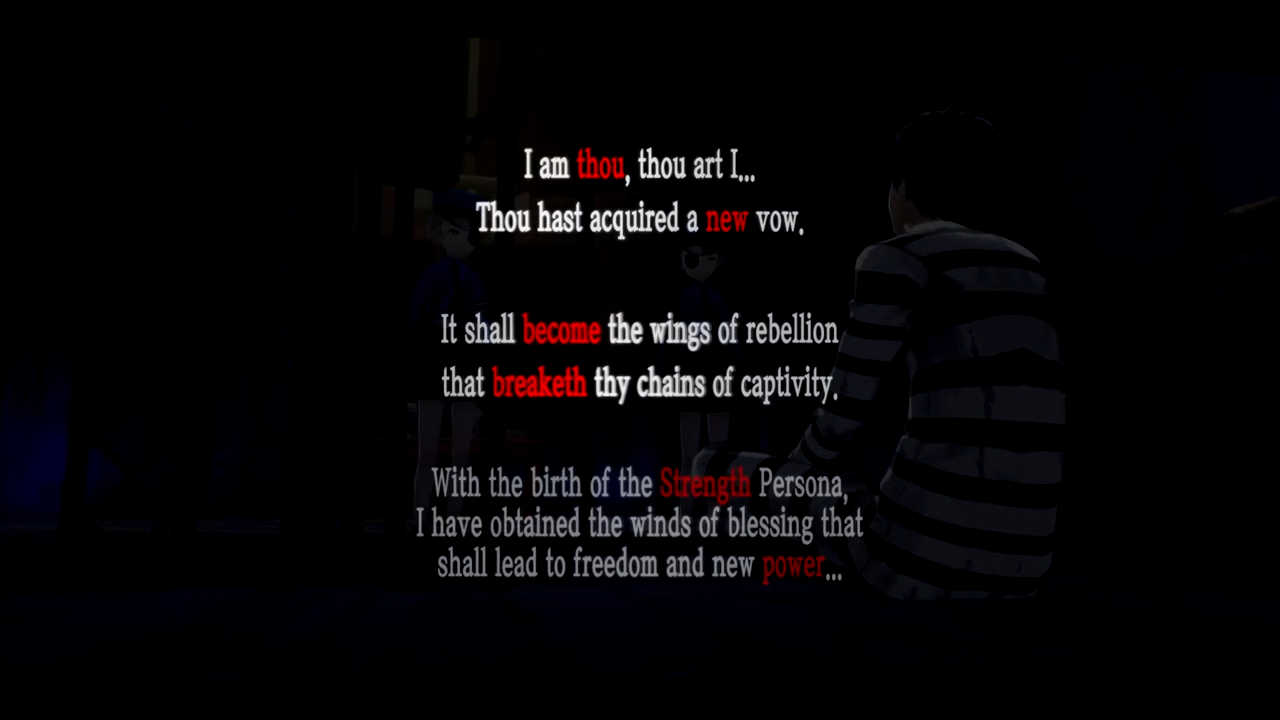 I am thou, thou art I...
Thou hast acquired a new vow.
It shall become the wings of rebellion
that breaketh thy chains of captivity.
With the birth of the Strength Persona,
I have obtained the winds of blessing that
shall lead to freedom and new power...